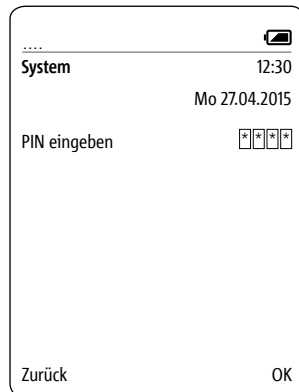 ....
System 12:30
Mo 27.04.2015
PIN eingeben ****
Zurück OK